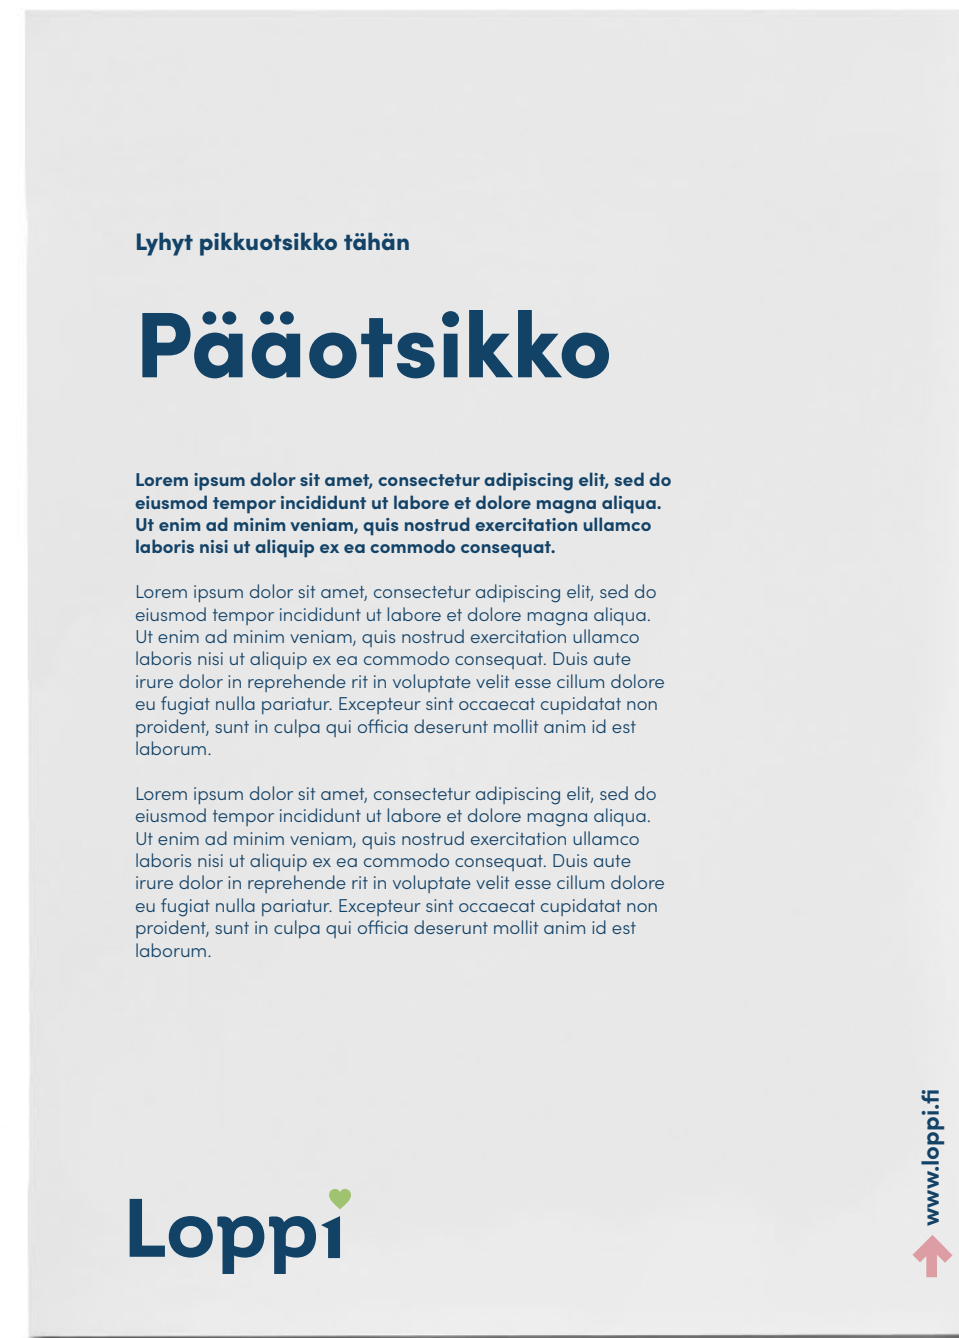 Lyhyt pikkuotsikko tähän
Pääotsikko
Lorem ipsum dolor sit amet, consectetur adipiscing elit, sed do
eiusmod tempor incididunt ut labore et dolore magna aliqua.
Ut enim ad minim veniam, quis nostrud exercitation ullamco
laboris nisi ut aliquip ex ea commodo consequat.
Lorem ipsum dolor sit amet, consectetur adipiscing elit, sed do
eiusmod tempor incididunt ut labore et dolore magna aliqua.
Ut enim ad minim veniam, quis nostrud exercitation ullamco
laboris nisi ut aliquip ex ea commodo consequat. Duis aute
irure dolor in reprehende rit in voluptate velit esse cillum dolore
eu fugiat nulla pariatur. Excepteur sint occaecat cupidatat non
proident, sunt in culpa qui officia deserunt mollit anim id est
laborum.
Lorem ipsum dolor sit amet, consectetur adipiscing elit, sed do
eiusmod tempor incididunt ut labore et dolore magna aliqua.
Ut enim ad minim veniam, quis nostrud exercitation ullamco
laboris nisi ut aliquip ex ea commodo consequat. Duis aute
irure dolor in reprehende rit in voluptate velit esse cillum dolore
eu fugiat nulla pariatur. Excepteur sint occaecat cupidatat non
proident, sunt in culpa qui officia deserunt mollit anim id est
laborum.
Loppi
www.loppi.fi